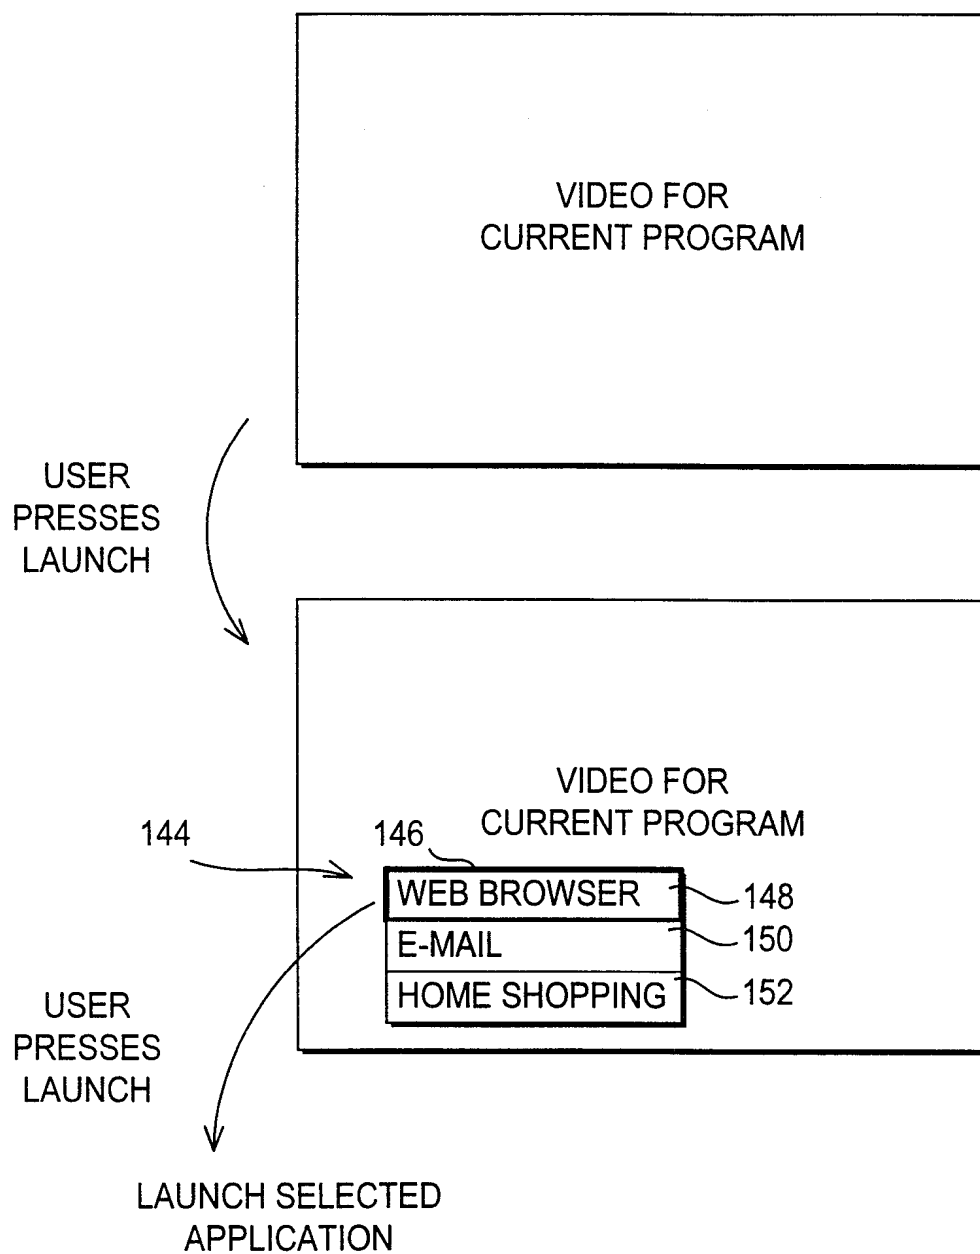 VIDEO FOR
CURRENT PROGRAM
USER
PRESSES
LAUNCH
VIDEO FOR
CURRENT PROGRAM
144
146
WEB BROWSER
148
E-MAIL
150
HOME SHOPPING
152
USER
PRESSES
LAUNCH
LAUNCH SELECTED
APPLICATION